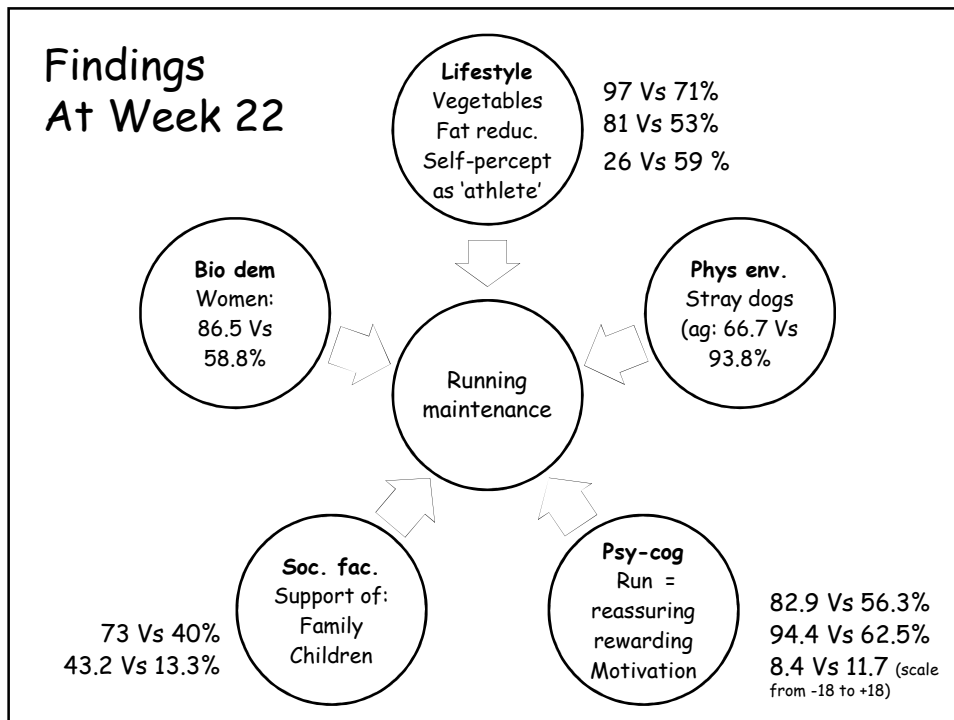 Findings
At Week 22
Lifestyle
Vegetables
Fat reduc.
Self-percept
as ‘athlete’
97 Vs 71%
81 Vs 53%
26 Vs 59 %
Bio dem
Women:
86.5 Vs
58.8%
Phys env.
Stray dogs
(ag: 66.7 Vs
93.8%
Running
maintenance
Soc. fac.
Support of:
Family
Children
73 Vs 40%
43.2 Vs 13.3%
Psy-cog
Run =
reassuring
rewarding
Motivation
82.9 Vs 56.3%
94.4 Vs 62.5%
8.4 Vs 11.7 (scale
from -18 to +18)